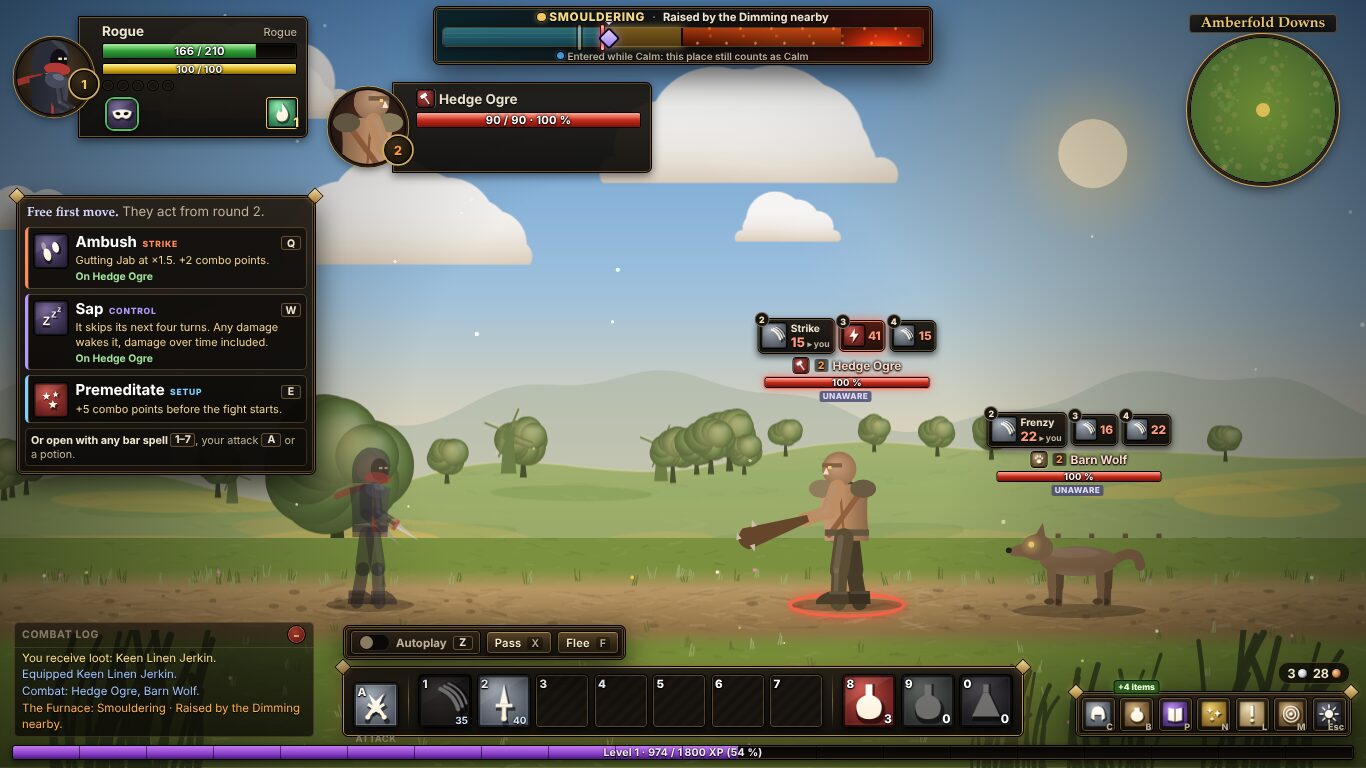 Rogue
Rogue
166 / 210
100 / 100
1
1
SMOULDERING · Raised by the Dimming nearby
Entered while Calm: this place still counts as Calm
Amberfold Downs
Hedge Ogre
90 / 90 · 100 %
2
Free first move. They act from round 2.
Ambush STRIKE Q
Gutting Jab at ×1.5. +2 combo points.
On Hedge Ogre
Sap CONTROL W
It skips its next four turns. Any damage
wakes it, damage over time included.
On Hedge Ogre
Premeditate SETUP E
+5 combo points before the fight starts.
Or open with any bar spell 1–7, your attack A or
a potion.
2 Strike 15 ▸ you 3 41 4 15
2 Hedge Ogre
100 %
UNAWARE
2 Frenzy 22 ▸ you 3 16 4 22
2 Barn Wolf
100 %
UNAWARE
COMBAT LOG
You receive loot: Keen Linen Jerkin.
Equipped Keen Linen Jerkin.
Combat: Hedge Ogre, Barn Wolf.
The Furnace: Smouldering · Raised by the Dimming
nearby.
Autoplay Z Pass X Flee F
A 1 35 2 40 3 4 5 6 7 8 3 9 0 0 0
ATTACK
3 28
+4 items
C B P N L M Esc
Level 1 · 974 / 1 800 XP (54 %)